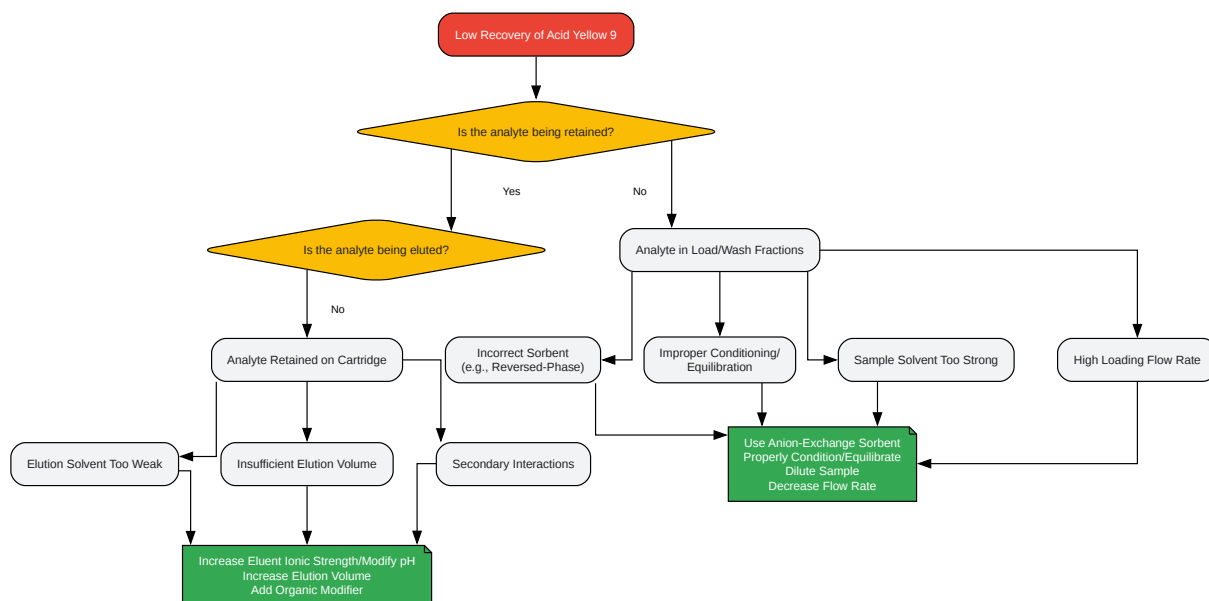 Low Recovery of Acid Yellow 9
Is the analyte being retained?
Yes
No
Is the analyte being eluted?
Analyte in Load/Wash Fractions
No
Analyte Retained on Cartridge
Incorrect Sorbent
(e.g., Reversed-Phase)
Improper Conditioning/
Equilibration
Sample Solvent Too Strong
High Loading Flow Rate
Elution Solvent Too Weak
Insufficient Elution Volume
Secondary Interactions
Use Anion-Exchange Sorbent
Properly Condition/Equilibrate
Dilute Sample
Decrease Flow Rate
Increase Eluent Ionic Strength/Modify pH
Increase Elution Volume
Add Organic Modifier